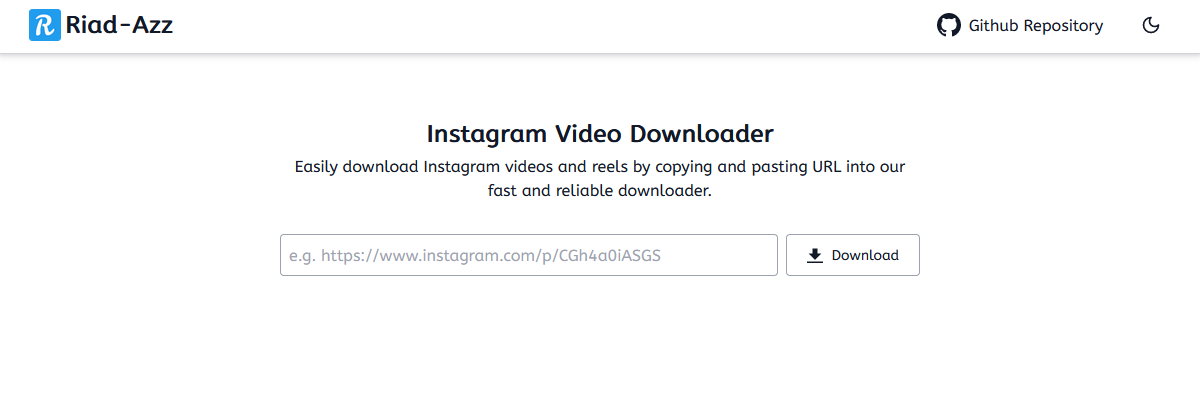 R Riad-Azz
Github Repository
Instagram Video Downloader
Easily download Instagram videos and reels by copying and pasting URL into our
fast and reliable downloader.
e.g. https://www.instagram.com/p/CGh4a0iASGS
Download